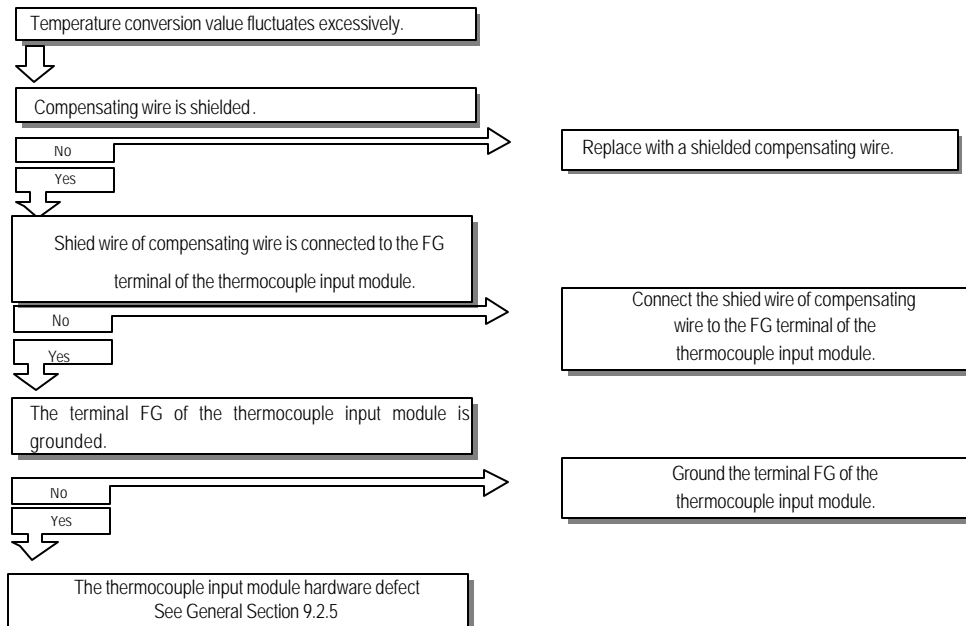 Temperature conversion value fluctuates excessively.
Compensating wire is shielded.
No
Replace with a shielded compensating wire.
Yes
Shied wire of compensating wire is connected to the FG
terminal of the thermocouple input module.
No
Connect the shied wire of compensating
wire to the FG terminal of the
thermocouple input module.
Yes
The terminal FG of the thermocouple input module is
grounded.
No
Ground the terminal FG of the
thermocouple input module.
Yes
The thermocouple input module hardware defect
See General Section 9.2.5